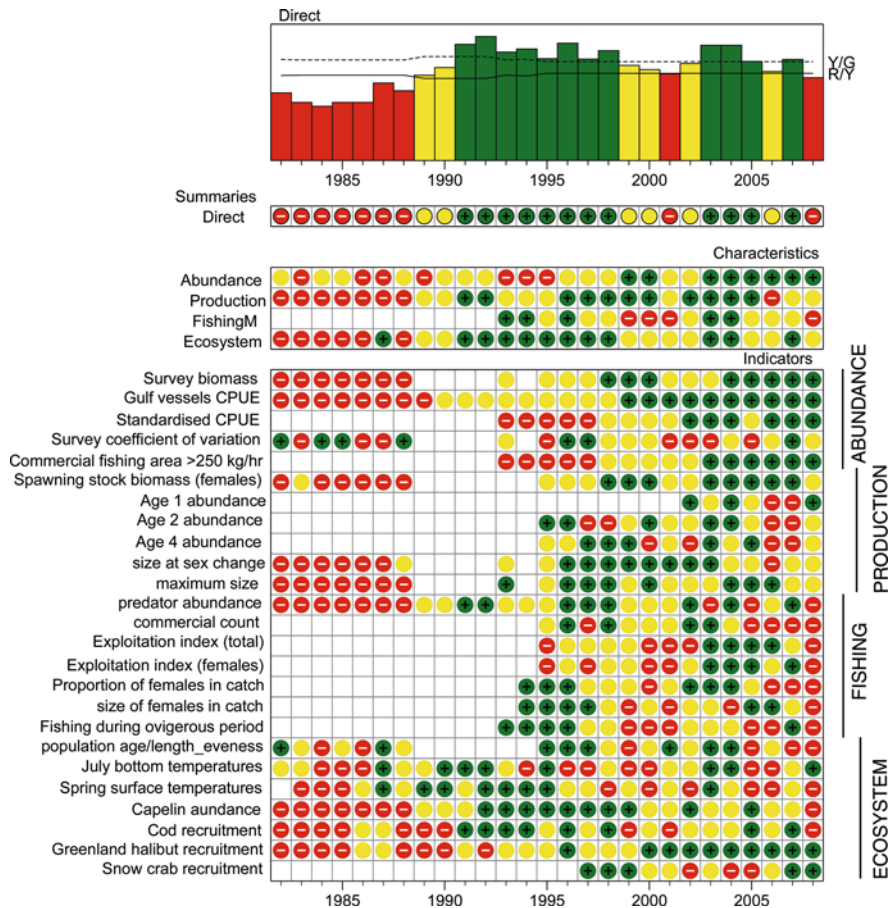 Direct
Y/G
R/Y
1985 1990 1995 2000 2005
Summaries
Direct
Characteristics
Abundance
Production
FishingM
Ecosystem
Indicators
Survey biomass
Gulf vessels CPUE
Standardised CPUE
Survey coefficient of variation
Commercial fishing area >250 kg/hr
Spawning stock biomass (females)
Age 1 abundance
Age 2 abundance
Age 4 abundance
size at sex change
maximum size
predator abundance
commercial count
Exploitation index (total)
Exploitation index (females)
Proportion of females in catch
size of females in catch
Fishing during ovigerous period
population age/length_eveness
July bottom temperatures
Spring surface temperatures
Capelin aundance
Cod recruitment
Greenland halibut recruitment
Snow crab recruitment
ABUNDANCE
PRODUCTION
FISHING
ECOSYSTEM
1985 1990 1995 2000 2005